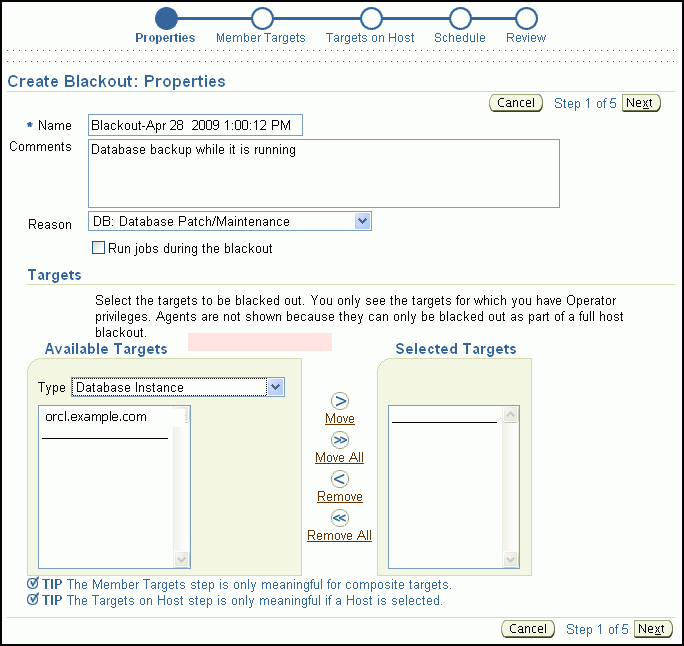 Properties Member Targets Targets on Host Schedule Review
Create Blackout: Properties
Cancel Step 1 of 5 Next
* Name Blackout-Apr 28 2009 1:00:12 PM
Comments Database backup while it is running
Reason DB: Database Patch/Maintenance
Run jobs during the blackout
Targets
Select the targets to be blacked out. You only see the targets for which you have Operator
privileges. Agents are not shown because they can only be blacked out as part of a full host
blackout.
Available Targets Selected Targets
Type Database Instance
orcl.example.com
Move
Move All
Remove
Remove All
TIP The Member Targets step is only meaningful for composite targets.
TIP The Targets on Host step is only meaningful if a Host is selected.
Cancel Step 1 of 5 Next